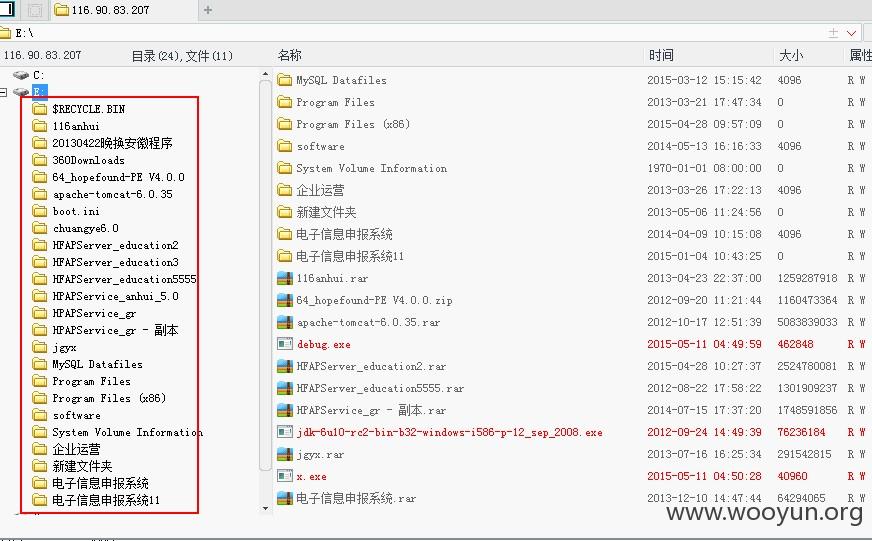 116.90.83.207
E:\
116.90.83.207 目录(24),文件(11) 名称 时间 大小 属性
C:
E:
$RECYCLE.BIN
116anhui
20130422晚换安徽程序
360Downloads
64_hopefound-PE V4.0.0
apache-tomcat-6.0.35
boot.ini
chuangye6.0
HFAPServer_education2
HFAPServer_education3
HFAPServer_education5555
HPAPService_anhui_5.0
HPAPService_gr
HPAPService_gr - 副本
jgyx
MySQL Datafiles
Program Files
Program Files (x86)
software
System Volume Information
企业运营
新建文件夹
电子信息申报系统
电子信息申报系统11
MySQL Datafiles 2015-03-12 15:15:42 4096 R W
Program Files 2013-03-21 17:47:34 0 R W
Program Files (x86) 2015-04-28 09:57:09 0 R W
software 2014-05-13 16:16:33 4096 R W
System Volume Information 1970-01-01 08:00:00 0 R W
企业运营 2013-03-26 17:22:13 4096 R W
新建文件夹 2013-05-06 11:24:56 0 R W
电子信息申报系统 2014-04-09 10:15:08 4096 R W
电子信息申报系统11 2015-01-04 10:43:25 0 R W
116anhui.rar 2013-04-23 22:37:00 1259287918 R W
64_hopefound-PE V4.0.0.zip 2012-09-20 11:21:44 1160473364 R W
apache-tomcat-6.0.35.rar 2012-10-17 12:51:39 5083839033 R W
debug.exe 2015-05-11 04:49:59 462848 R W
HFAPServer_education2.rar 2015-04-28 10:27:37 2524780081 R W
HFAPServer_education5555.rar 2012-08-22 17:58:22 1301909237 R W
HPAPService_gr - 副本.rar 2014-07-15 17:37:20 1748591856 R W
jdk-6u10-rc2-bin-b32-windows-i586-p-12_sep_2008.exe 2012-09-24 14:49:39 76236184 R W
jgyx.rar 2013-07-16 16:25:34 291542815 R W
x.exe 2015-05-11 04:50:28 40960 R W
电子信息申报系统.rar 2013-12-10 14:47:44 64294065 R W
www.wooyun.org